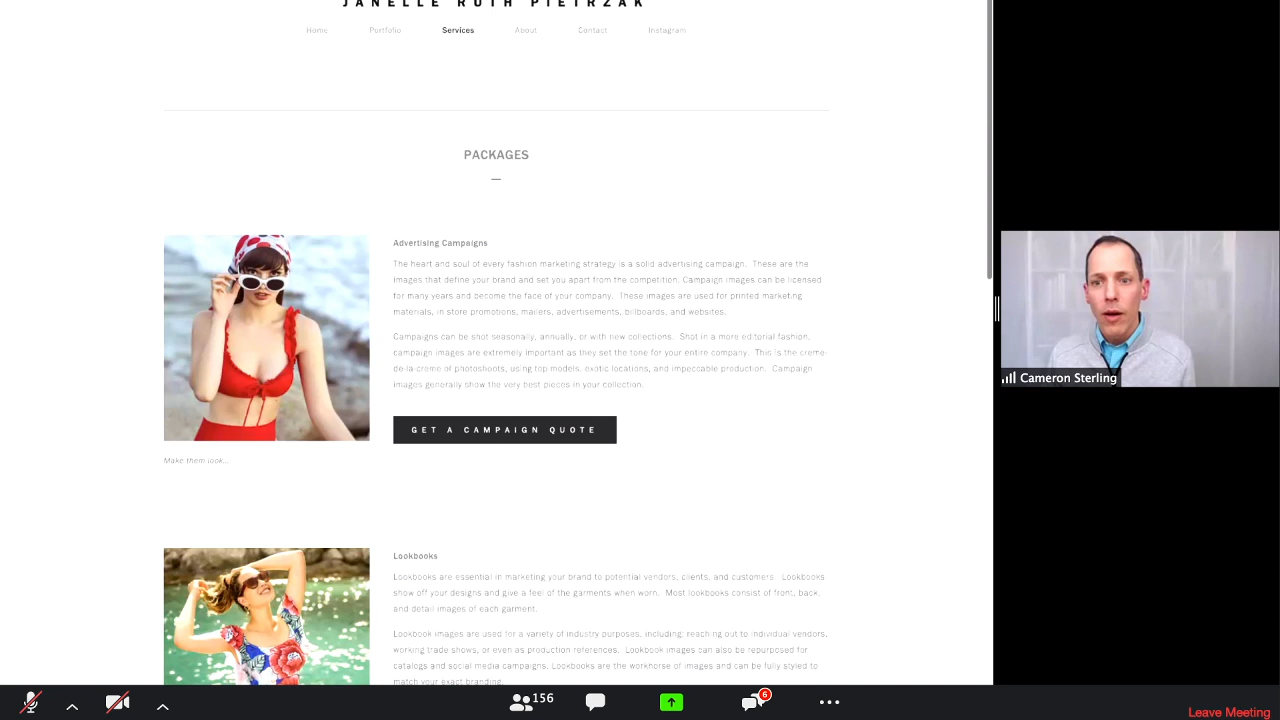 JANELLE RUTH PIETRZAK
Home Portfolio Services About Contact Instagram
PACKAGES
Advertising Campaigns
The heart and soul of every fashion marketing strategy is a solid advertising campaign. These are the
images that define your brand and set you apart from the competition. Campaign images can be licensed
for many years and become the face of your company. These images are used for printed marketing
materials, in store promotions, mailers, advertisements, billboards, and websites.
Campaigns can be shot seasonally, annually, or with new collections. Shot in a more editorial fashion,
campaign images are extremely important as they set the tone for your entire company. This is the creme-
de la-creme of photoshoots, using top models, exotic locations, and impeccable production. Campaign
images generally show the very best pieces in your collection.
GET A CAMPAIGN QUOTE
Make them look...
Lookbooks
Lookbooks are essential in marketing your brand to potential vendors, clients, and customers. Lookbooks
show off your designs and give a feel of the garments when worn. Most lookbooks consist of front, back,
and detail images of each garment.
Lookbook images are used for a variety of industry purposes, including: reaching out to individual vendors,
working trade shows, or even as production references. Lookbook images can also be repurposed for
catalogs and social media campaigns. Lookbooks are the workhorse of images and can be fully styled to
match your exact branding.
Cameron Sterling
156
6
Leave Meeting